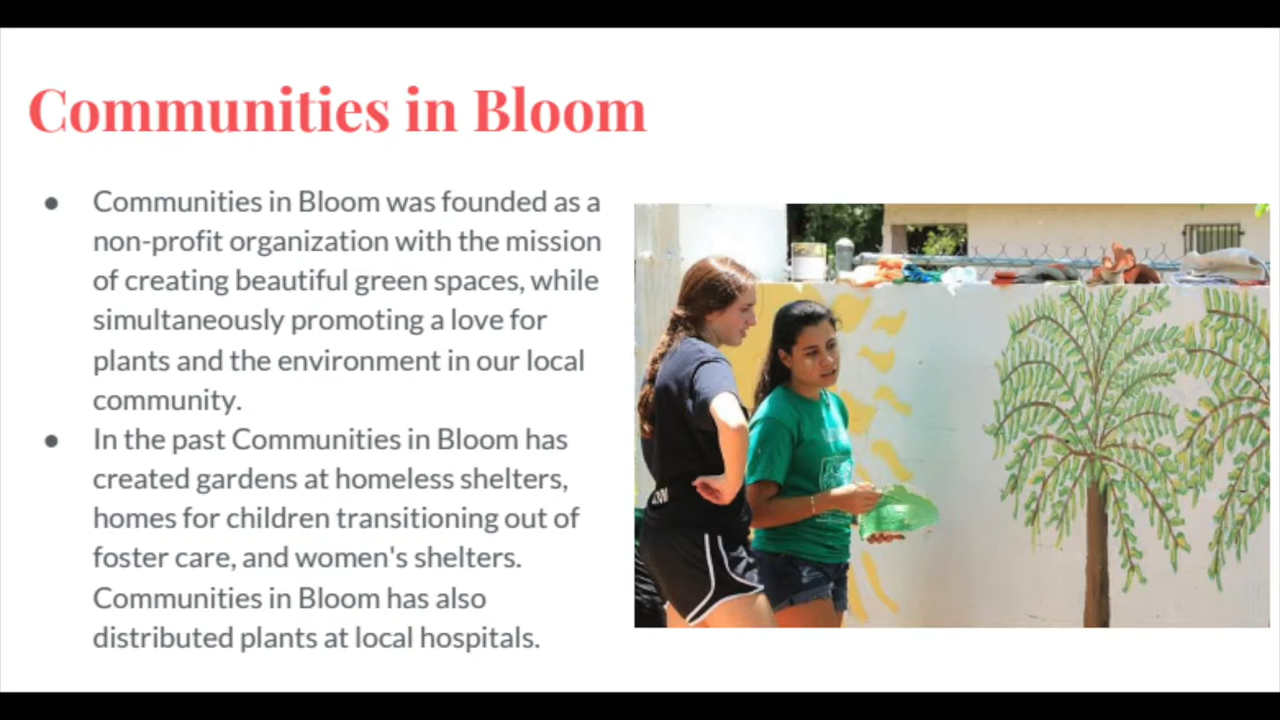 Communities in Bloom
● Communities in Bloom was founded as a
non-profit organization with the mission
of creating beautiful green spaces, while
simultaneously promoting a love for
plants and the environment in our local
community.
● In the past Communities in Bloom has
created gardens at homeless shelters,
homes for children transitioning out of
foster care, and women's shelters.
Communities in Bloom has also
distributed plants at local hospitals.